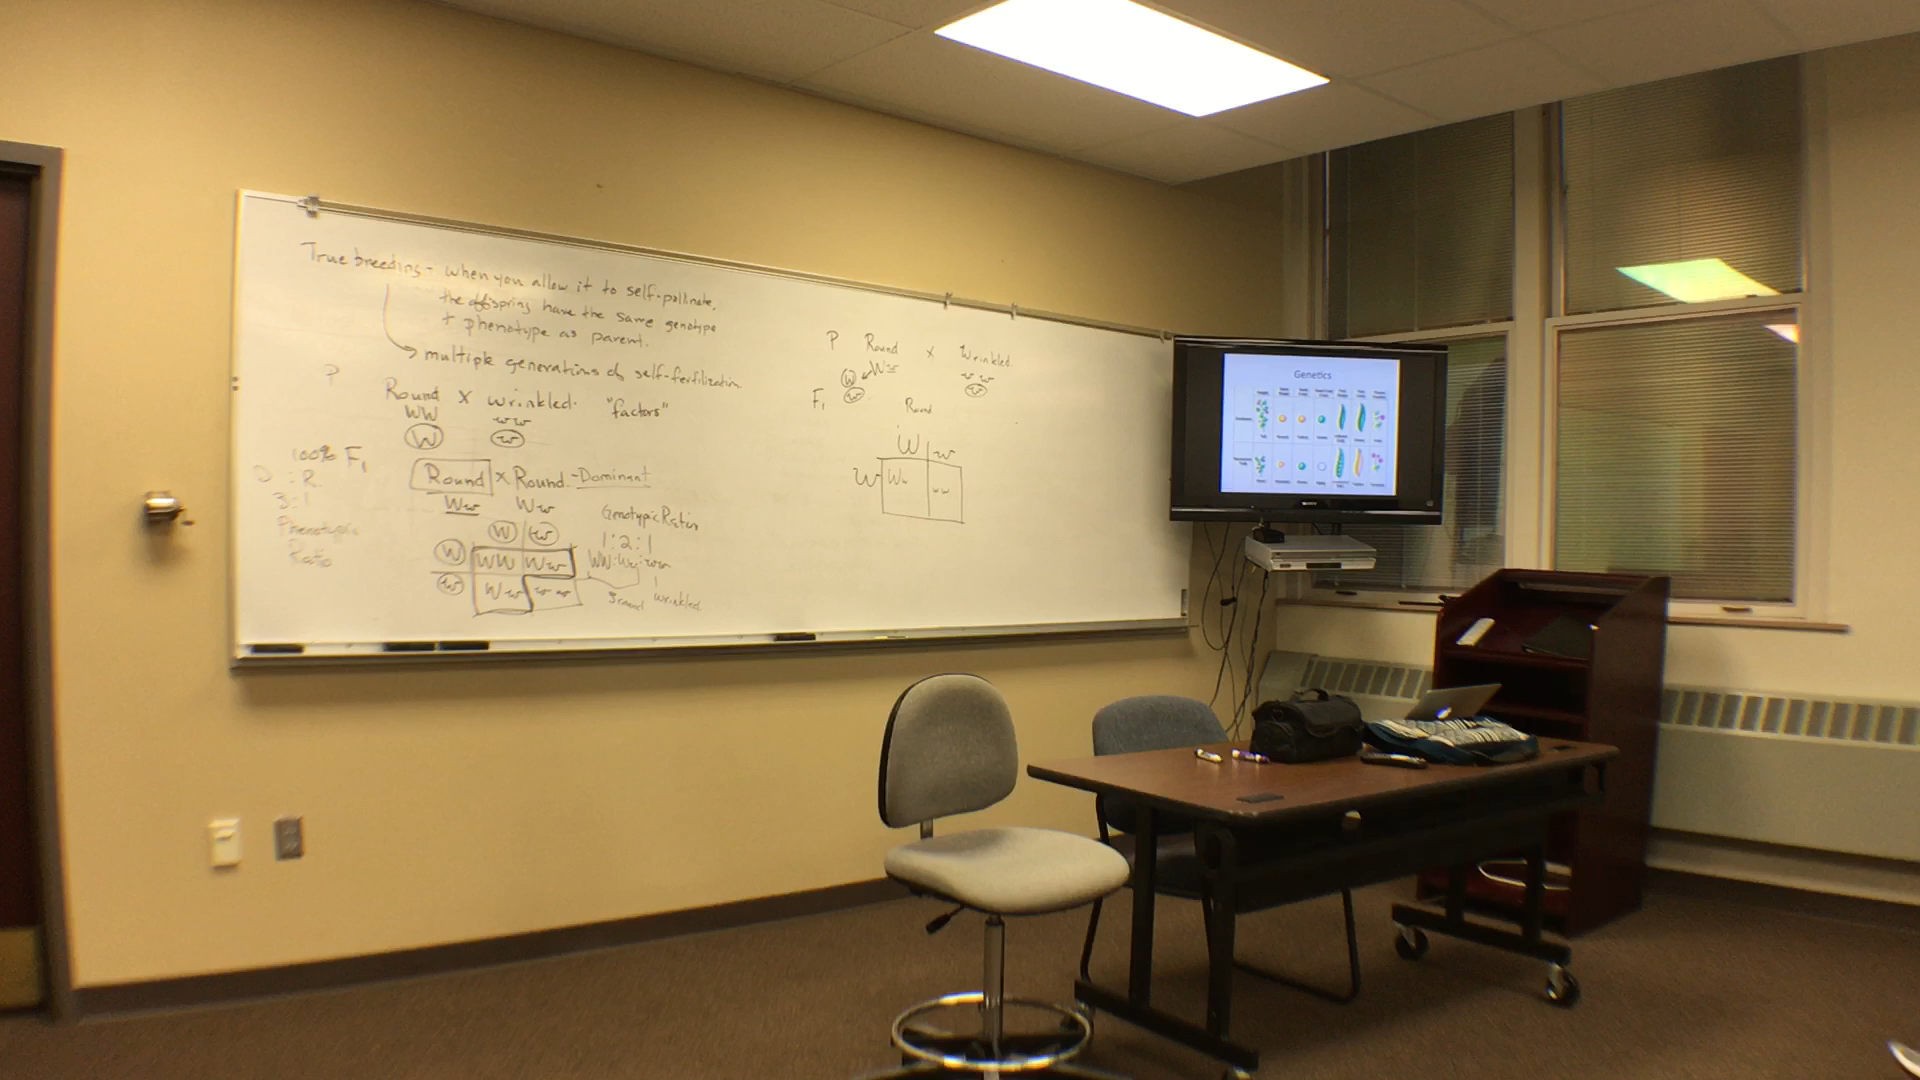 True breeding - when you allow it to self-pollinate,
the offspring have the same genotype
+ phenotype as parent.
multiple generations of self-fertilization
P
Round X wrinkled. "factors"
WW ww
W w
100% F1
Round X Round - Dominant
Ww Ww
D : R
3 : 1
Phenotypic
Ratio
Genotypic Ratio
1 : 2 : 1
WW : Ww : ww
W w
W WW Ww
w Ww ww
3 round 1 wrinkled
P Round x Wrinkled.
ww
W
w w
F1 Round
W w
w Ww ww
Genetics